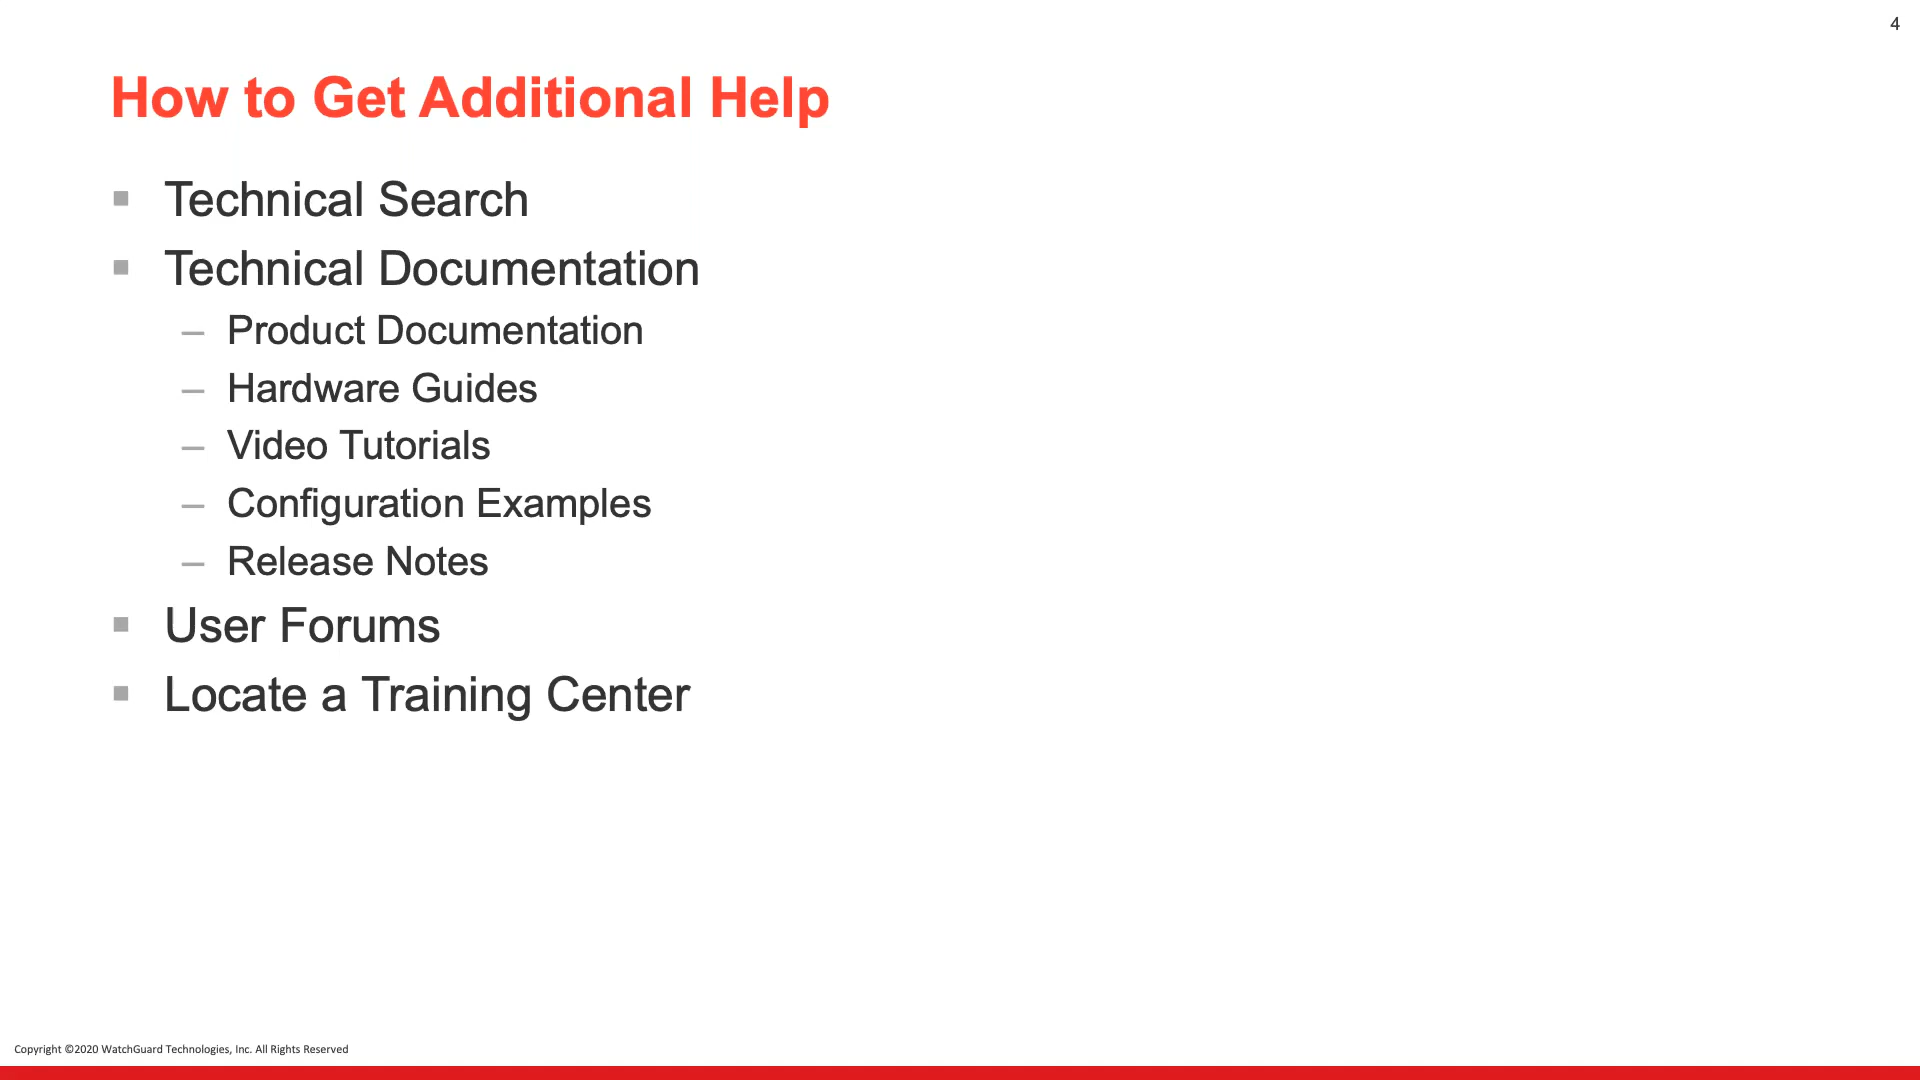 4
How to Get Additional Help
▪ Technical Search
▪ Technical Documentation
– Product Documentation
– Hardware Guides
– Video Tutorials
– Configuration Examples
– Release Notes
▪ User Forums
▪ Locate a Training Center
Copyright ©2020 WatchGuard Technologies, Inc. All Rights Reserved